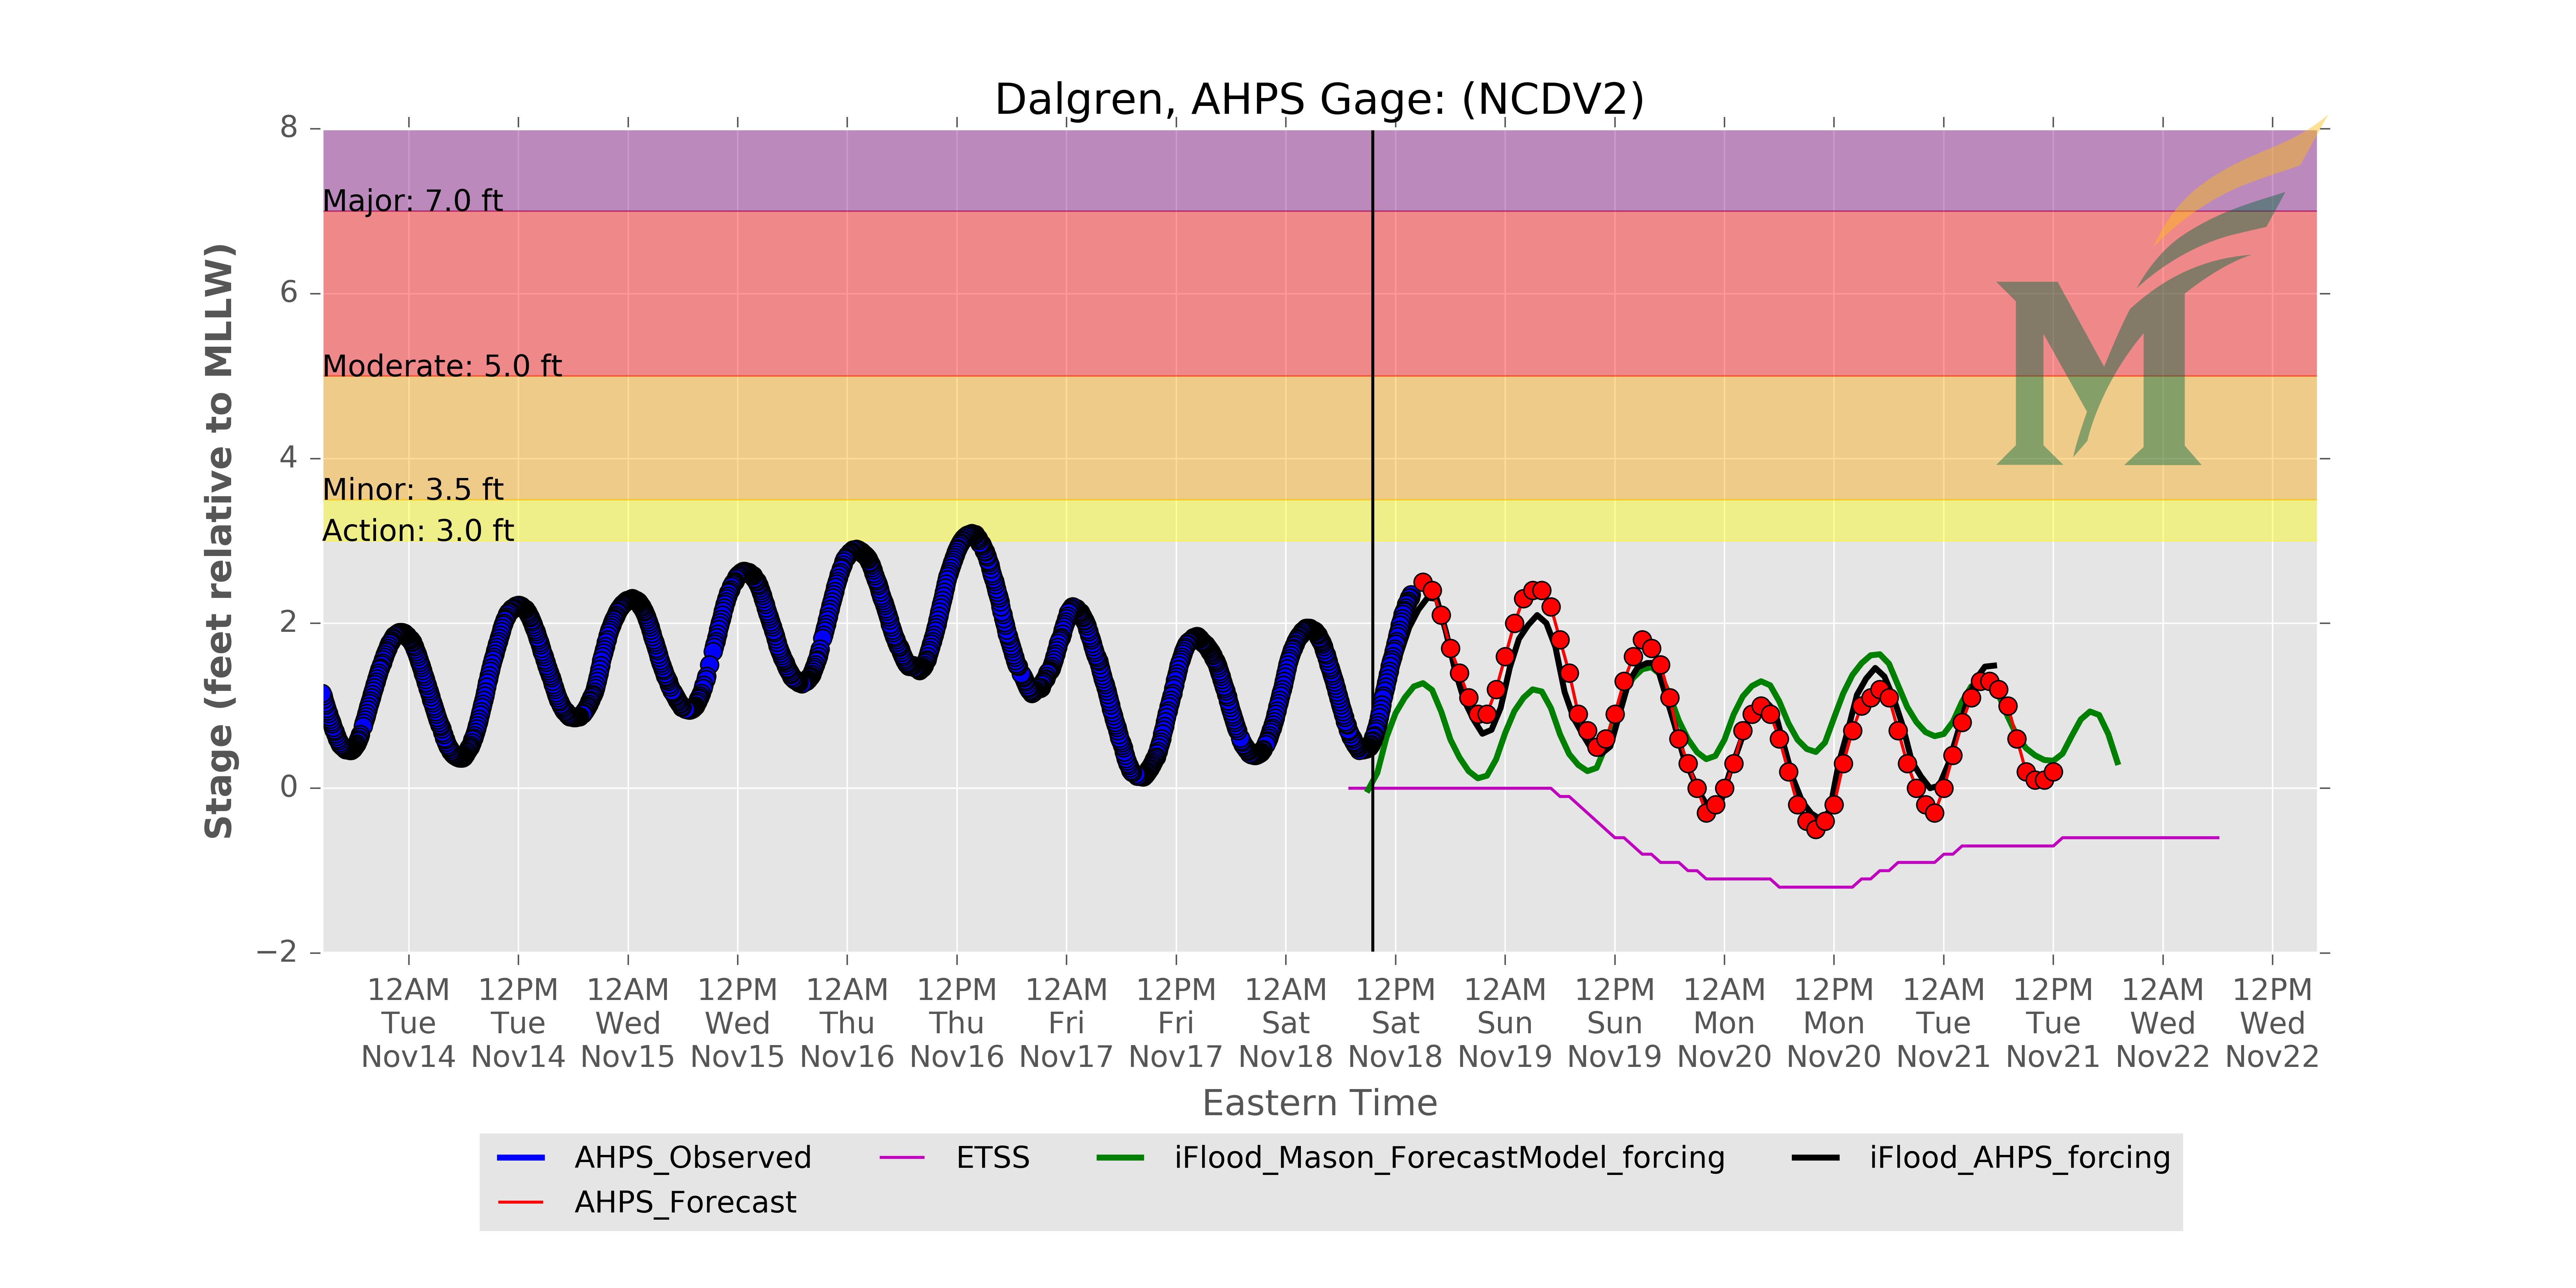 Dalgren, AHPS Gage: (NCDV2)
8
Major: 7.0 ft
6
Moderate: 5.0 ft
4
Minor: 3.5 ft
Action: 3.0 ft
2
0
−2
Stage (feet relative to MLLW)
12AM 12PM 12AM 12PM 12AM 12PM 12AM 12PM 12AM 12PM 12AM 12PM 12AM 12PM 12AM 12PM 12AM 12PM
Tue Tue Wed Wed Thu Thu Fri Fri Sat Sat Sun Sun Mon Mon Tue Tue Wed Wed
Nov14 Nov14 Nov15 Nov15 Nov16 Nov16 Nov17 Nov17 Nov18 Nov18 Nov19 Nov19 Nov20 Nov20 Nov21 Nov21 Nov22 Nov22
Eastern Time
AHPS_Observed ETSS iFlood_Mason_ForecastModel_forcing iFlood_AHPS_forcing
AHPS_Forecast
M